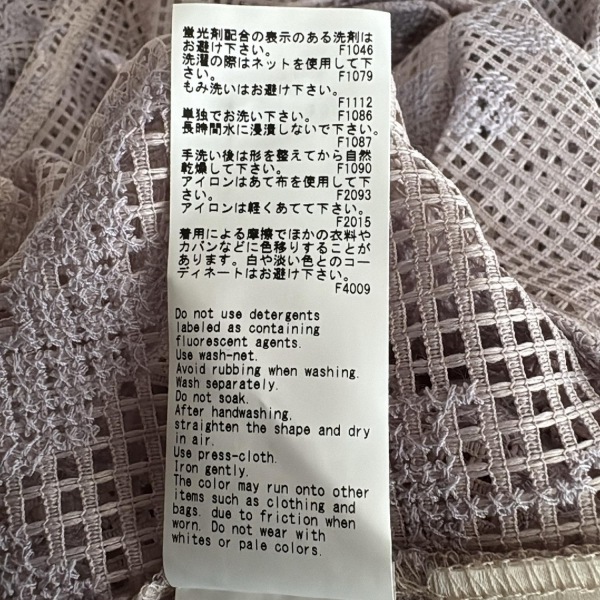 蛍光剤配合の表示のある洗剤は
お避け下さい。 F1046
洗濯の際はネットを使用して下
さい。 F1079
もみ洗いはお避け下さい。
F1112
単独でお洗い下さい。 F1086
長時間水に浸漬しないで下さい。
F1087
手洗い後は形を整えてから自然
乾燥して下さい。 F1090
アイロンはあて布を使用して下
さい。 F2093
アイロンは軽くあてて下さい。
F2015
着用による摩擦でほかの衣料や
カバンなどに色移りすることが
あります。白や淡い色とのコー
ディネートはお避け下さい。
F4009
Do not use detergents
labeled as containing
fluorescent agents.
Use wash-net.
Avoid rubbing when washing.
Wash separately.
Do not soak.
After handwashing,
straighten the shape and dry
in air.
Use press-cloth.
Iron gently.
The color may run onto other
items such as clothing and
bags. due to friction when
worn. Do not wear with
whites or pale colors.